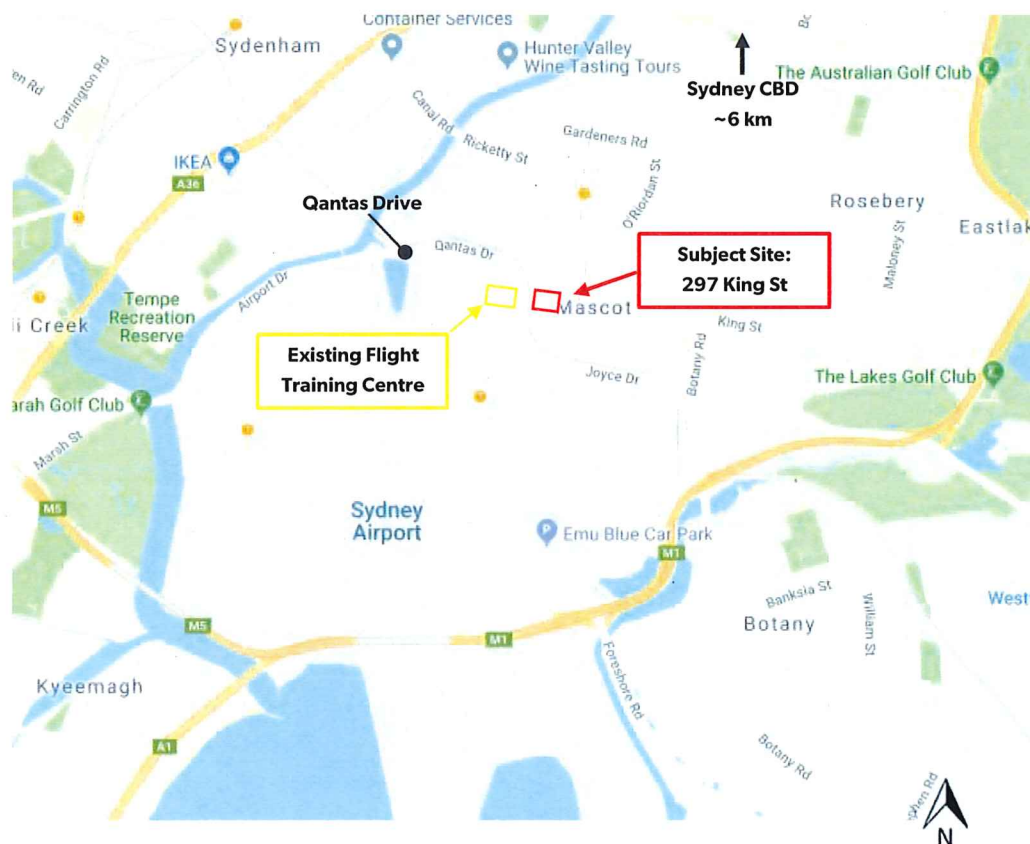 Container Services
Sydenham
Hunter Valley
Wine Tasting Tours
The Australian Golf Club
Sydney CBD
~6 km
Carrington Rd
Canal Rd
Ricketty St
Gardeners Rd
O'Riordan St
IKEA
A36
Qantas Drive
Rosebery
Maloney St
Eastlak
Qantas Dr
Subject Site:
297 King St
Airport Dr
Tempe
Recreation
Reserve
li Creek
Mascot
King St
Existing Flight
Training Centre
Botany Rd
Joyce Dr
The Lakes Golf Club
arah Golf Club
Marsh St
M5
Sydney
Airport
Emu Blue Car Park
M1
Banksia St
William St
West
Botany
M5
M1
Kyeemagh
Foreshore Rd
A1
Botany Rd
phen Rd
N